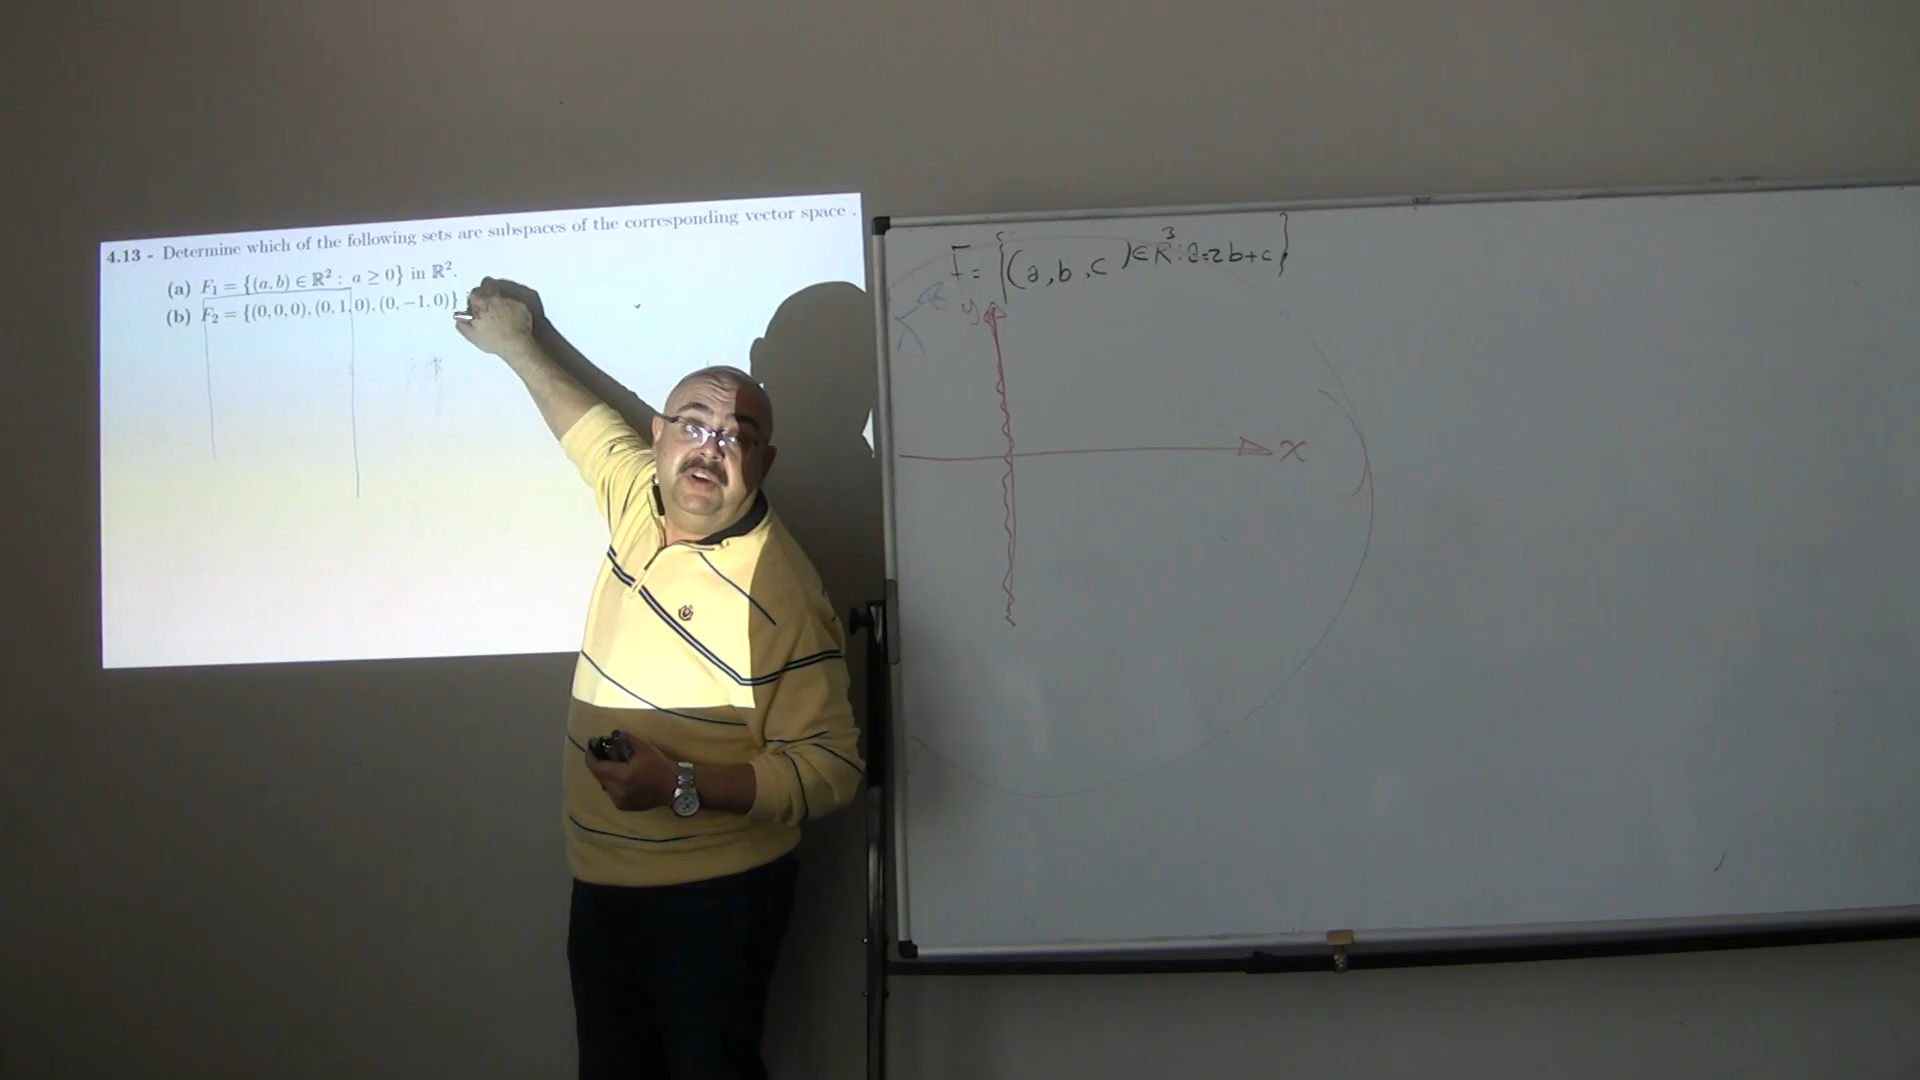 4.13 - Determine which of the following sets are subspaces of the corresponding vector space .
(a) F₁ = {(a, b) ∈ ℝ² : a ≥ 0} in ℝ².
(b) F₂ = {(0, 0, 0), (0, 1, 0), (0, −1, 0)}
F = {(a, b, c) ∈ R³ : a = 2b + c}
y
x